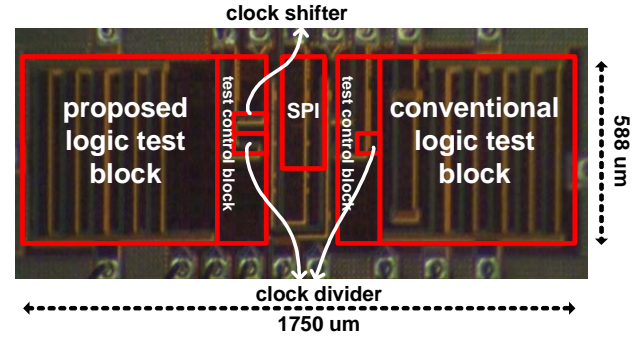 clock shifter
proposed
logic test
block
test control block
SPI
test control block
conventional
logic test
block
588 um
clock divider
1750 um